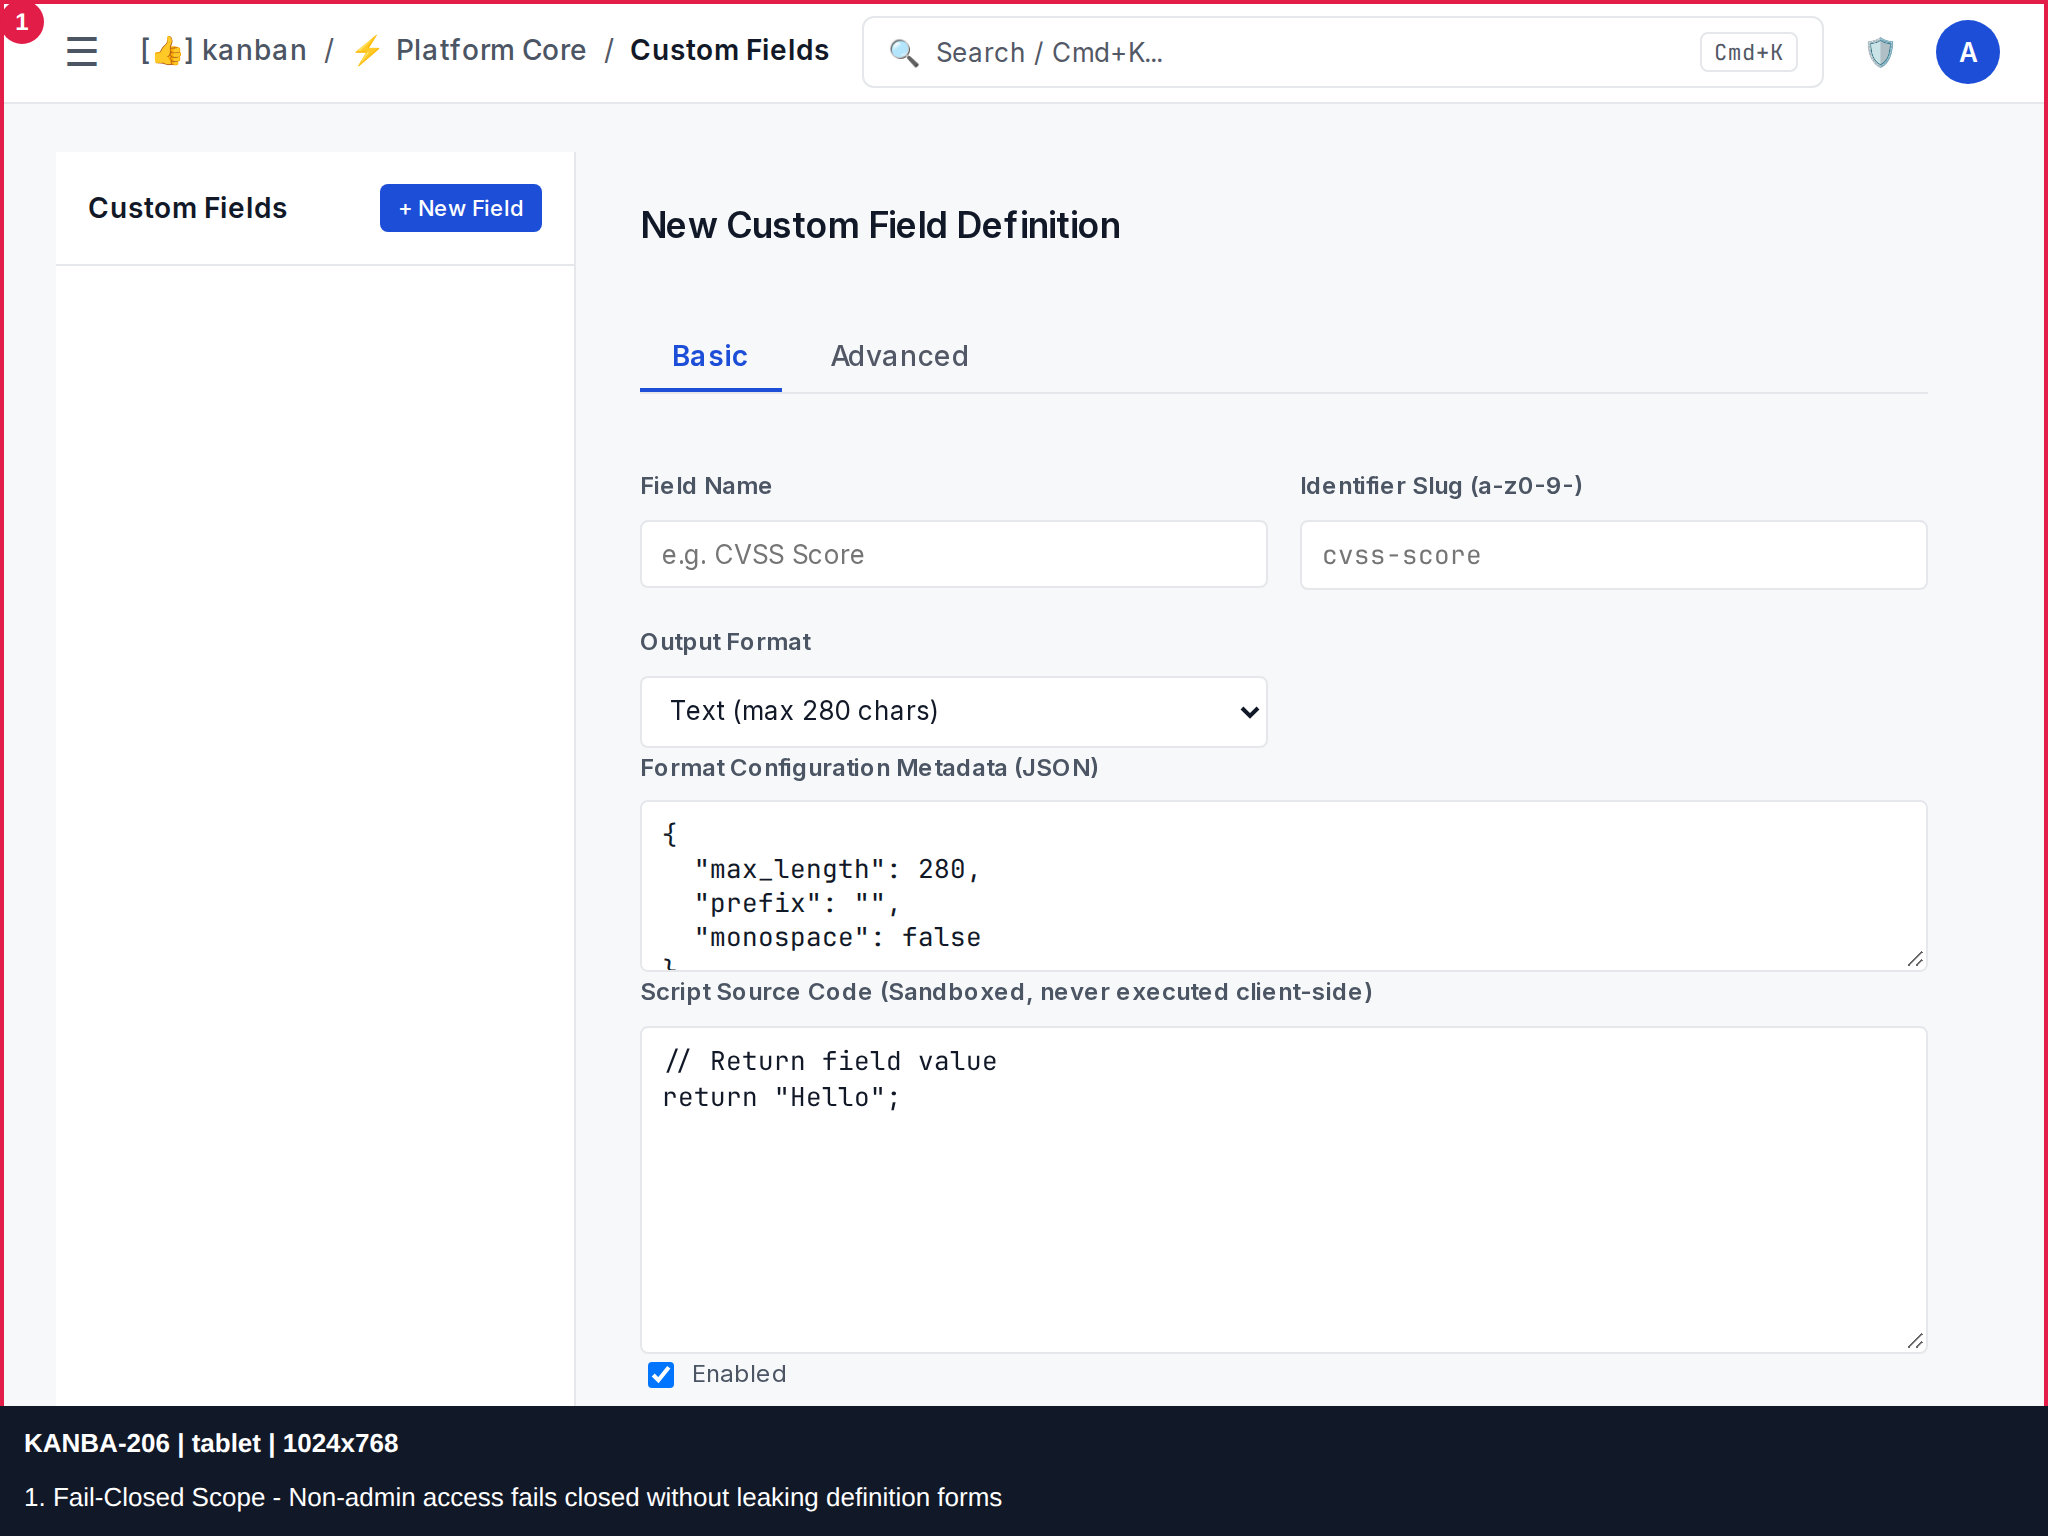 1
[👍] kanban / ⚡ Platform Core / Custom Fields
🔍 Search / Cmd+K...
Cmd+K
🛡️
A
Custom Fields
+ New Field
New Custom Field Definition
Basic
Advanced
Field Name
Identifier Slug (a-z0-9-)
e.g. CVSS Score
cvss-score
Output Format
Text (max 280 chars)
Format Configuration Metadata (JSON)
{
  "max_length": 280,
  "prefix": "",
  "monospace": false
}
Script Source Code (Sandboxed, never executed client-side)
// Return field value
return "Hello";
Enabled
KANBA-206 | tablet | 1024x768
1. Fail-Closed Scope - Non-admin access fails closed without leaking definition forms